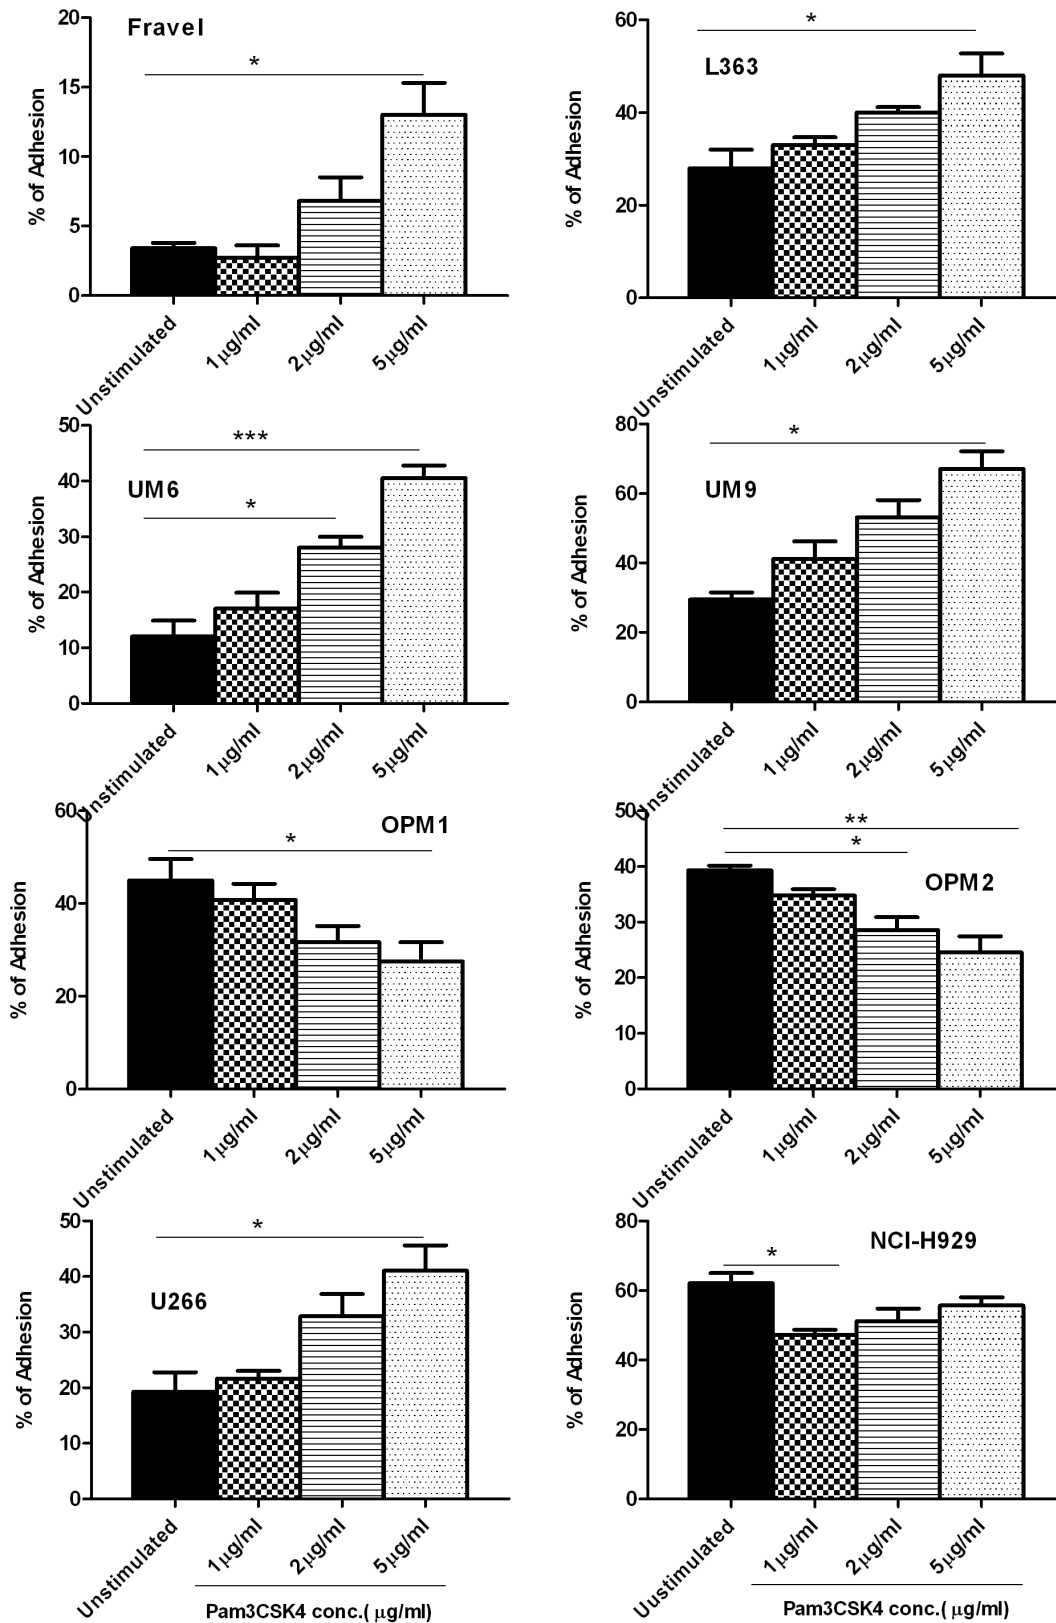 Fravel
*
% of Adhesion
20
15
10
5
0
Unstimulated
1μg/ml
2μg/ml
5μg/ml
L363
*
% of Adhesion
60
40
20
0
Unstimulated
1μg/ml
2μg/ml
5μg/ml
UM6
***
*
% of Adhesion
50
40
30
20
10
0
Unstimulated
1μg/ml
2μg/ml
5μg/ml
UM9
*
% of Adhesion
80
60
40
20
0
Unstimulated
1μg/ml
2μg/ml
5μg/ml
OPM1
*
% of Adhesion
60
40
20
0
Unstimulated
1μg/ml
2μg/ml
5μg/ml
OPM2
**
*
% of Adhesion
50
40
30
20
10
0
Unstimulated
1μg/ml
2μg/ml
5μg/ml
U266
*
% of Adhesion
50
40
30
20
10
0
Unstimulated
1μg/ml
2μg/ml
5μg/ml
Pam3CSK4 conc.( μg/ml)
NCI-H929
*
% of Adhesion
80
60
40
20
0
Uustimulated
1μg/ml
2μg/ml
5μg/ml
Pam3CSK4 conc.( μg/ml)